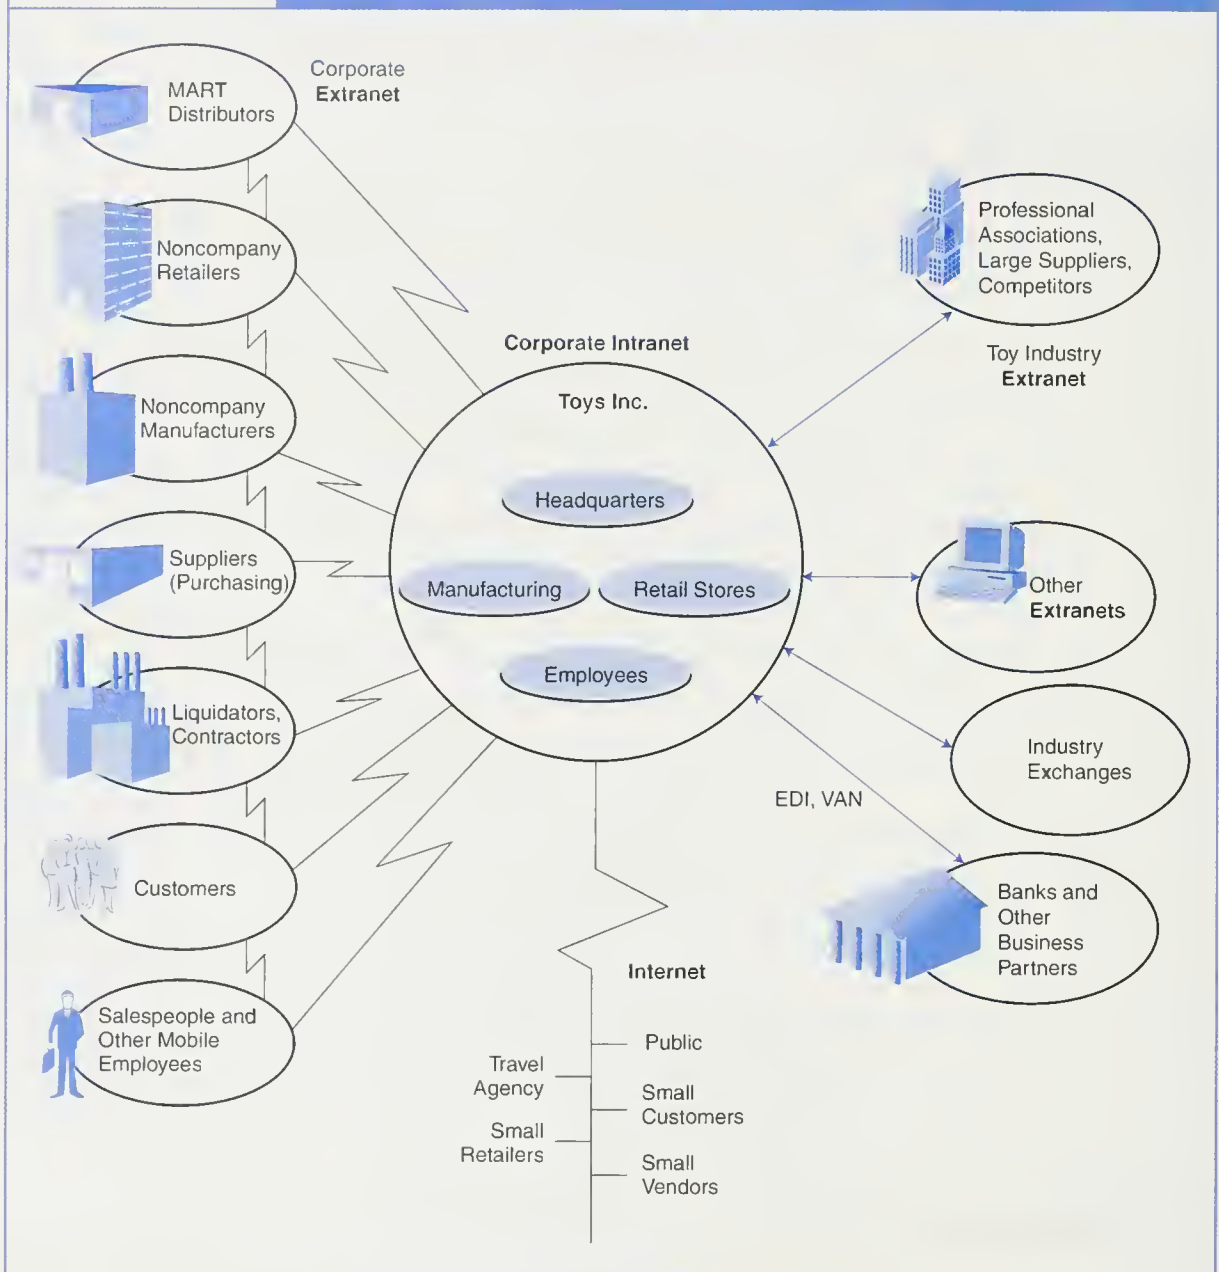 MART
Distributors
Corporate
Extranet
Noncompany
Retailers
Noncompany
Manufacturers
Suppliers
(Purchasing)
Liquidators,
Contractors
Customers
Salespeople and
Other Mobile
Employees
Corporate Intranet
Toys Inc.
Headquarters
Manufacturing
Retail Stores
Employees
Professional
Associations,
Large Suppliers,
Competitors
Toy Industry
Extranet
Other
Extranets
Industry
Exchanges
EDI, VAN
Banks and
Other
Business
Partners
Internet
Public
Travel
Agency
Small
Customers
Small
Retailers
Small
Vendors